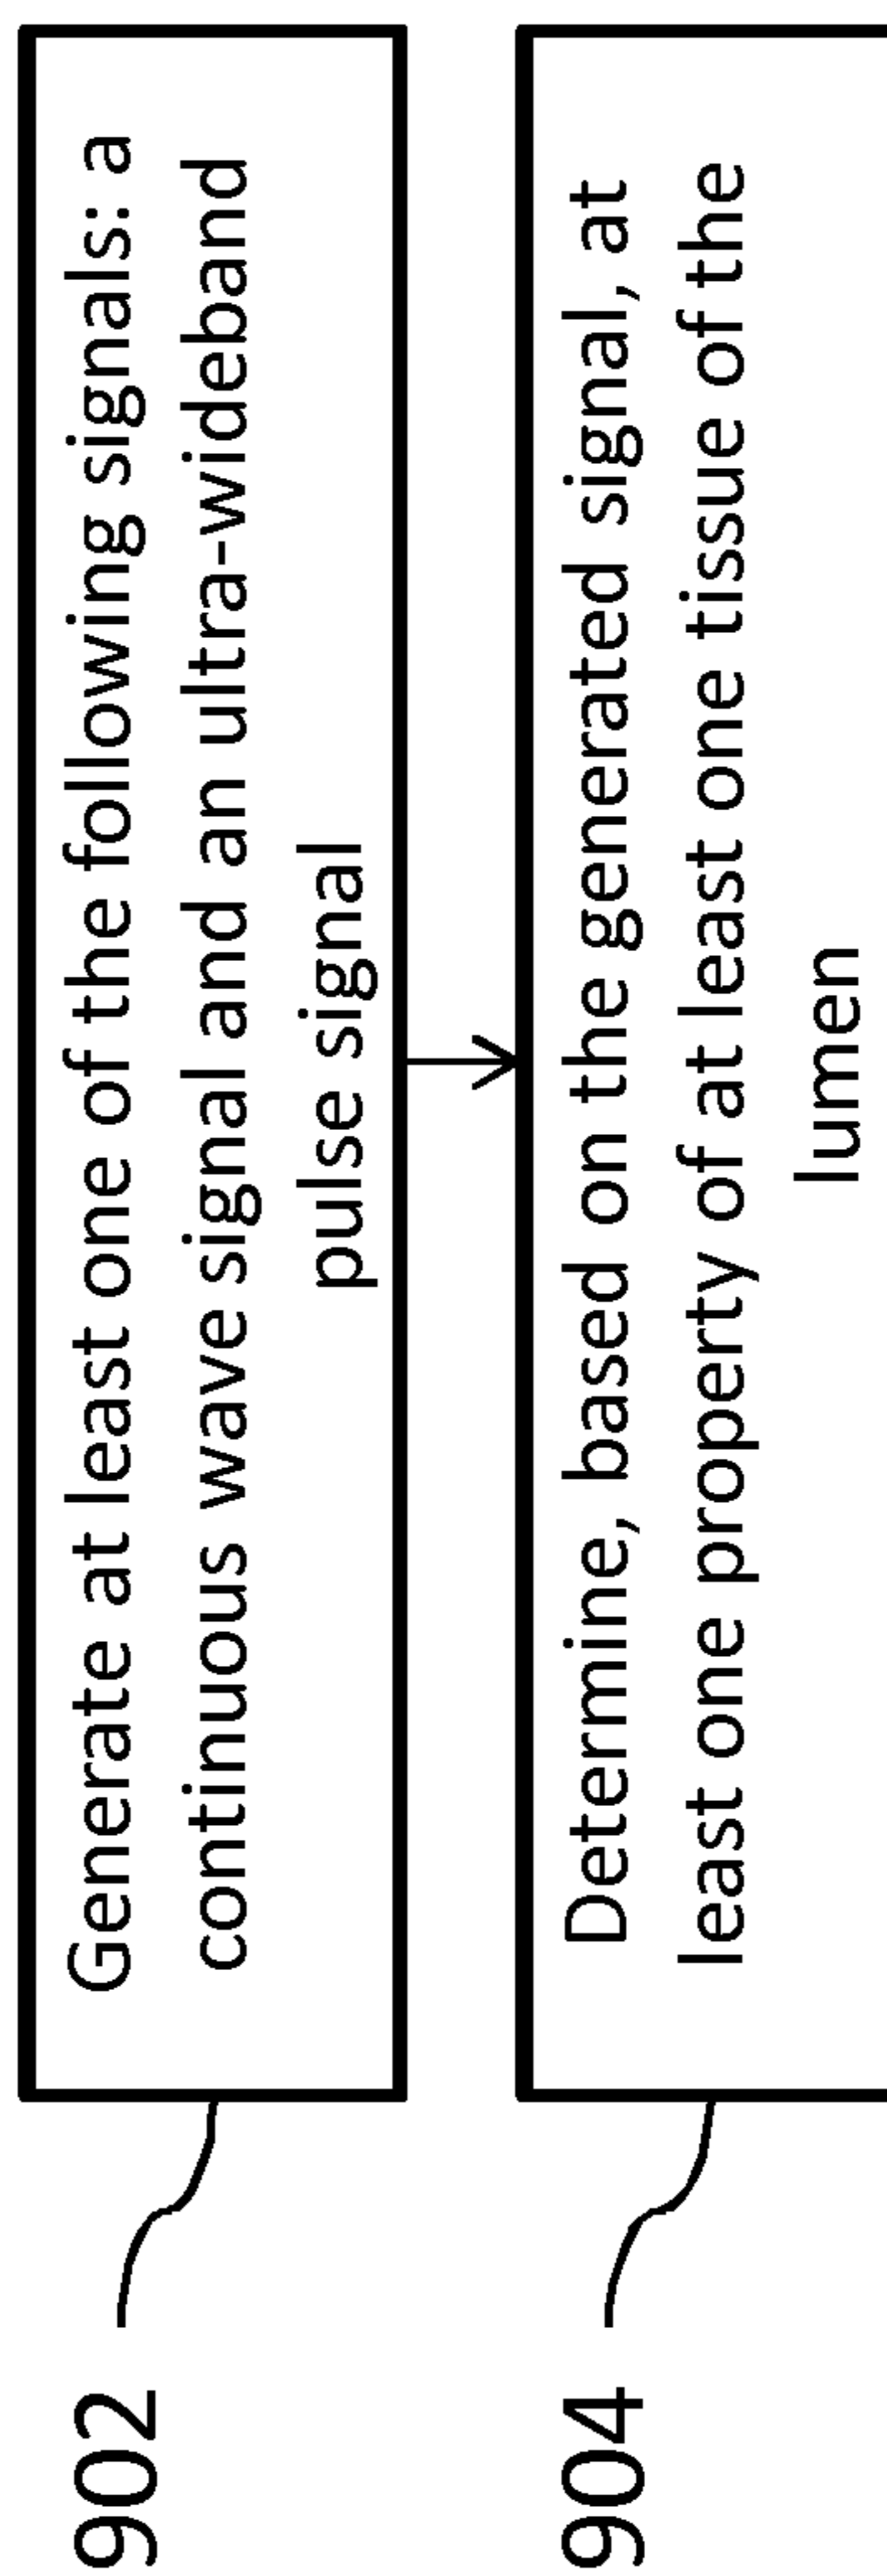 902
Generate at least one of the following signals: a
continuous wave signal and an ultra-wideband
pulse signal
904
Determine, based on the generated signal, at
least one property of at least one tissue of the
lumen